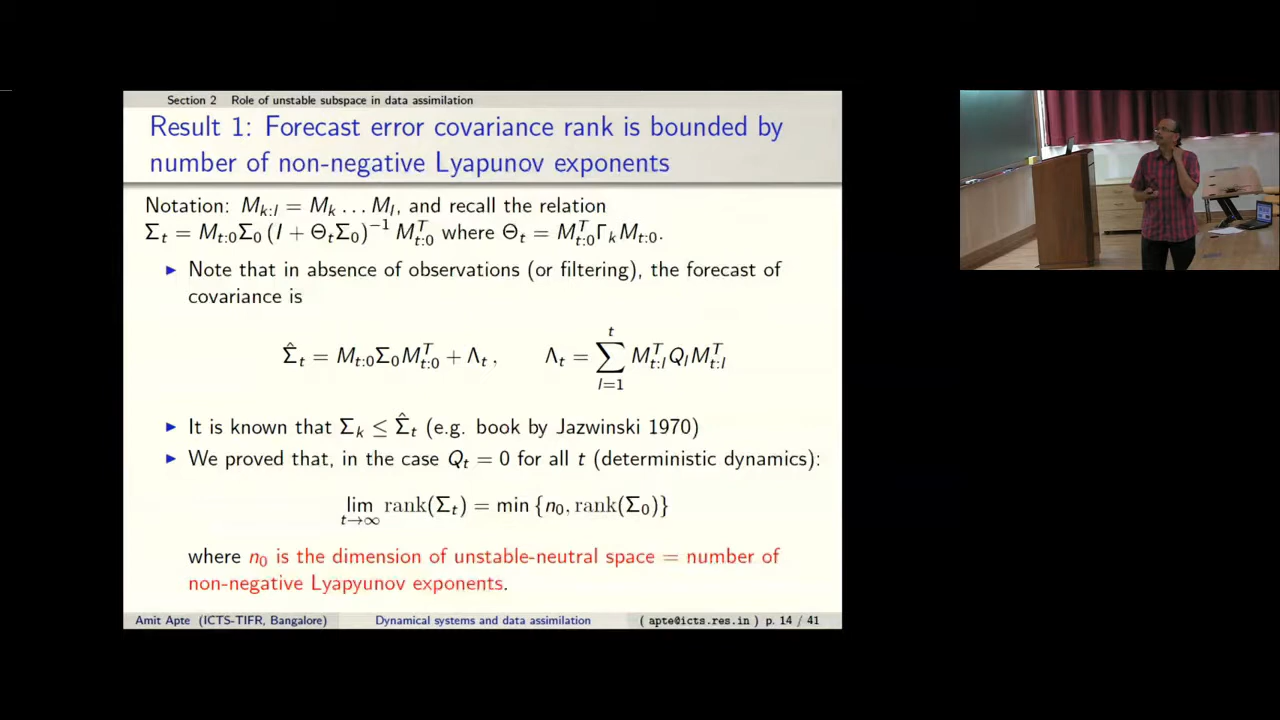 Section 2 Role of unstable subspace in data assimilation
Result 1: Forecast error covariance rank is bounded by
number of non-negative Lyapunov exponents
Notation: M_{k:l} = M_k … M_l, and recall the relation
Σ_t = M_{t:0}Σ_0 (I + Θ_tΣ_0)^{−1} M_{t:0}^T where Θ_t = M_{t:0}^T Γ_k M_{t:0}.
▶ Note that in absence of observations (or filtering), the forecast of
covariance is
Σ̂_t = M_{t:0}Σ_0M_{t:0}^T + Λ_t , Λ_t = ∑_{l=1}^{t} M_{t:l}^T Q_l M_{t:l}^T
▶ It is known that Σ_k ≤ Σ̂_t (e.g. book by Jazwinski 1970)
▶ We proved that, in the case Q_t = 0 for all t (deterministic dynamics):
lim_{t→∞} rank(Σ_t) = min {n_0, rank(Σ_0)}
where n_0 is the dimension of unstable-neutral space = number of
non-negative Lyapyunov exponents.
Amit Apte (ICTS-TIFR, Bangalore) Dynamical systems and data assimilation ( apte@icts.res.in ) p. 14 / 41